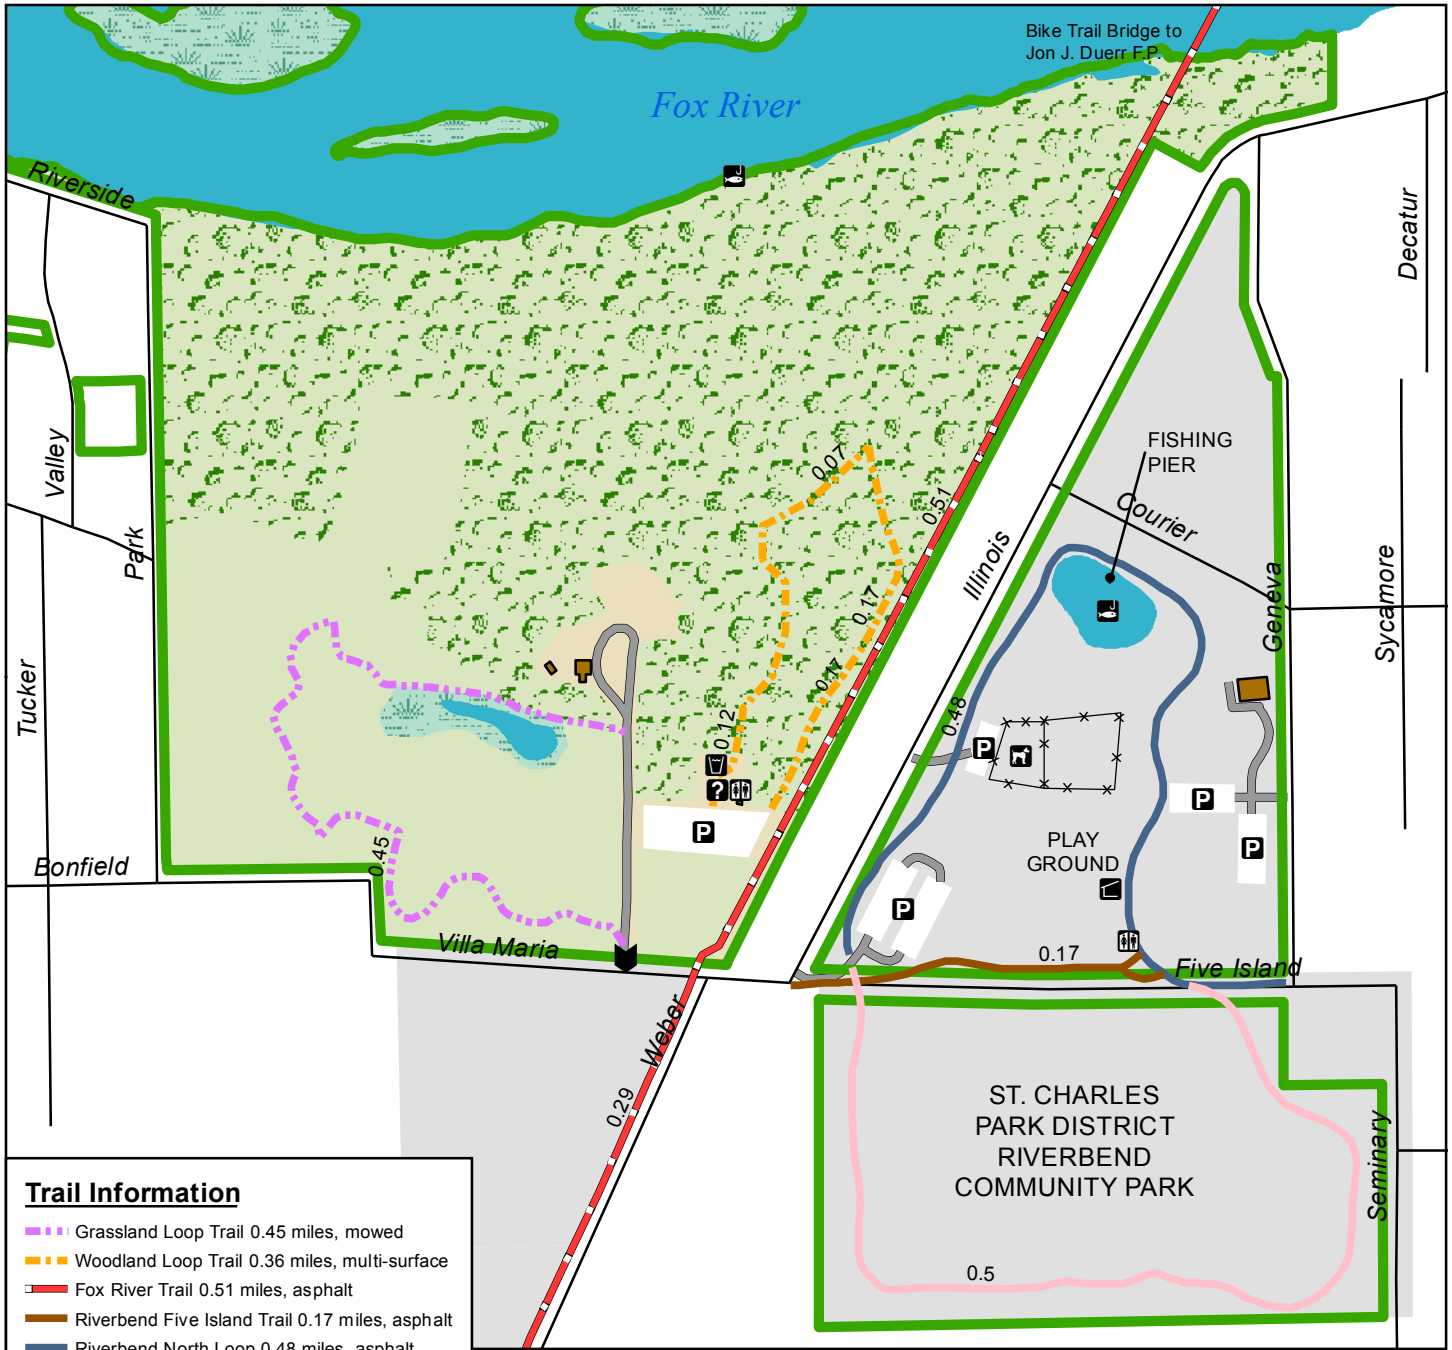 Bike Trail Bridge to
Jon J. Duerr F.P.
Fox River
Riverside
Decatur
FISHING
PIER
Valley
0.07
0.51
Courier
Park
Illinois
Geneva
Sycamore
0.17
0.17
Tucker
0.12
0.48
?
P
P
P
P
P
PLAY
GROUND
0.45
Bonfield
Villa Maria
0.17
Five Island
Weber
0.29
ST. CHARLES
PARK DISTRICT
RIVERBEND
COMMUNITY PARK
Seminary
0.5
Trail Information
Grassland Loop Trail 0.45 miles, mowed
Woodland Loop Trail 0.36 miles, multi-surface
Fox River Trail 0.51 miles, asphalt
Riverbend Five Island Trail 0.17 miles, asphalt
Riverbend North Loop 0.48 miles, asphalt